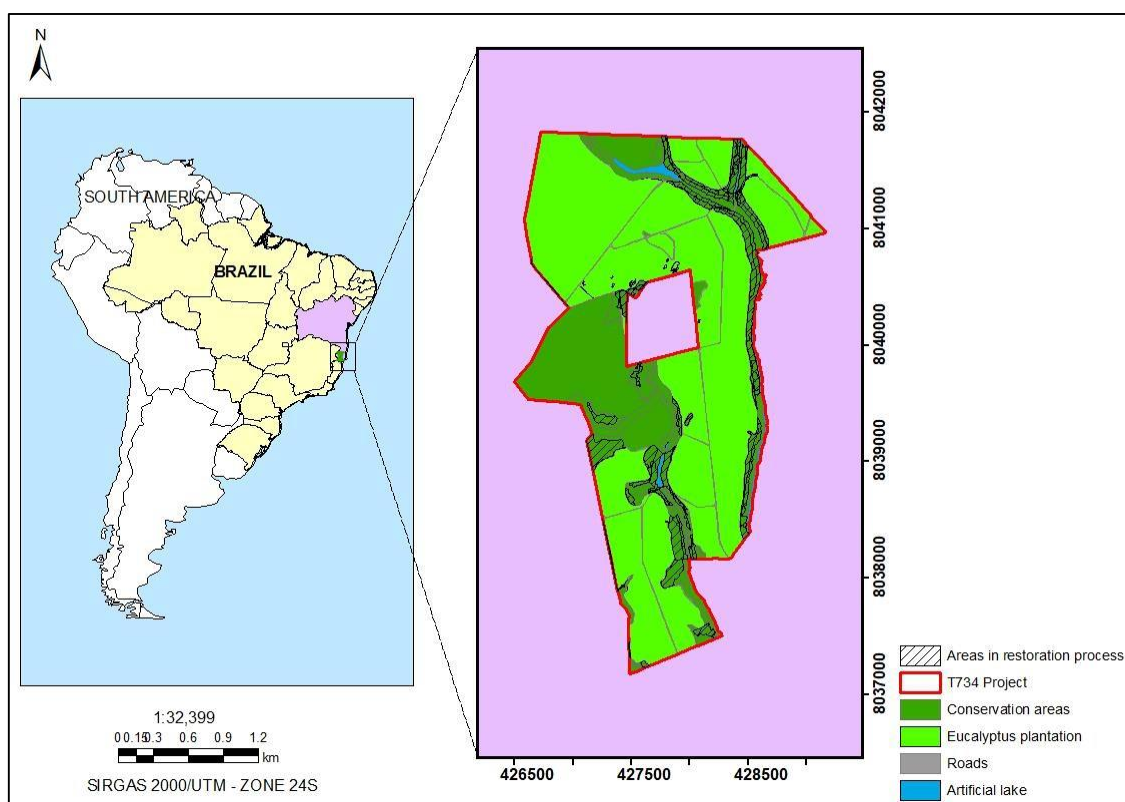 N
SOUTH AMERICA
BRAZIL
1:32,399
0 0.15 0.3 0.6 0.9 1.2
km
SIRGAS 2000/UTM - ZONE 24S
8042000
8041000
8040000
8039000
8038000
8037000
426500 427500 428500
Areas in restoration process
T734 Project
Conservation areas
Eucalyptus plantation
Roads
Artificial lake